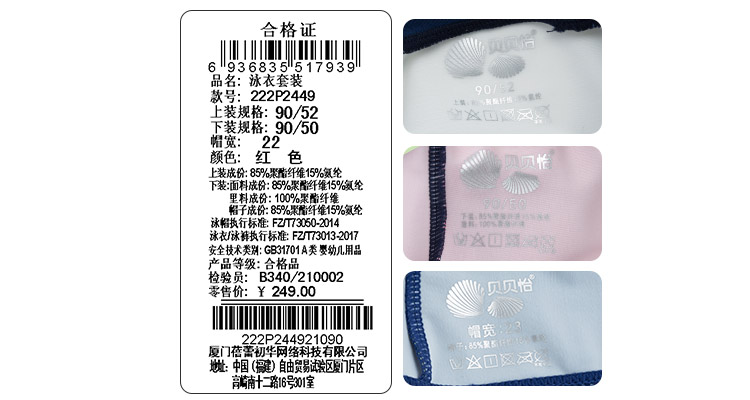 合格证
6 936835 517939
品名: 泳衣套装
款号: 222P2449
上装规格: 90/52
下装规格: 90/50
帽宽: 22
颜色: 红 色
上装成份: 85%聚酯纤维15%氨纶
下装:面料成份: 85%聚酯纤维15%氨纶
里料成份: 100%聚酯纤维
帽子成份: 85%聚酯纤维15%氨纶
泳帽执行标准: FZ/T73050-2014
泳衣/泳裤执行标准: FZ/T73013-2017
安全技术类别: GB31701 A类 婴幼儿用品
产品等级: 合格品
检验员: B340/210002
零售价: ¥ 249.00
222P244921090
厦门蓓蕾初华网络科技有限公司
地址: 中国(福建)自由贸易试验区厦门片区
高崎南十二路16号301室
贝贝怡
90/52
贝贝怡
贝贝怡
帽宽